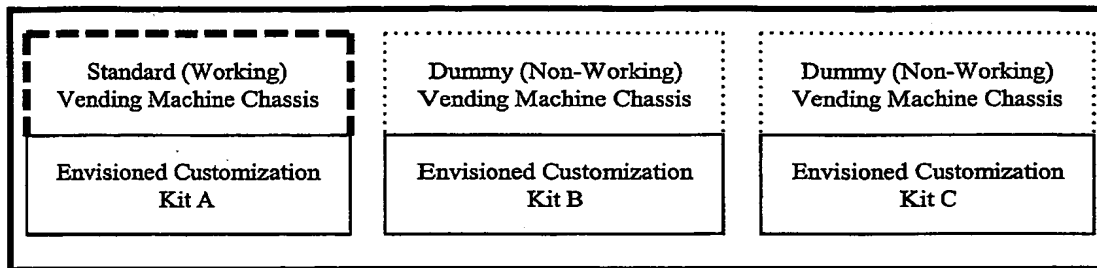 Standard (Working)
Vending Machine Chassis
Envisioned Customization
Kit A
Dummy (Non-Working)
Vending Machine Chassis
Envisioned Customization
Kit B
Dummy (Non-Working)
Vending Machine Chassis
Envisioned Customization
Kit C